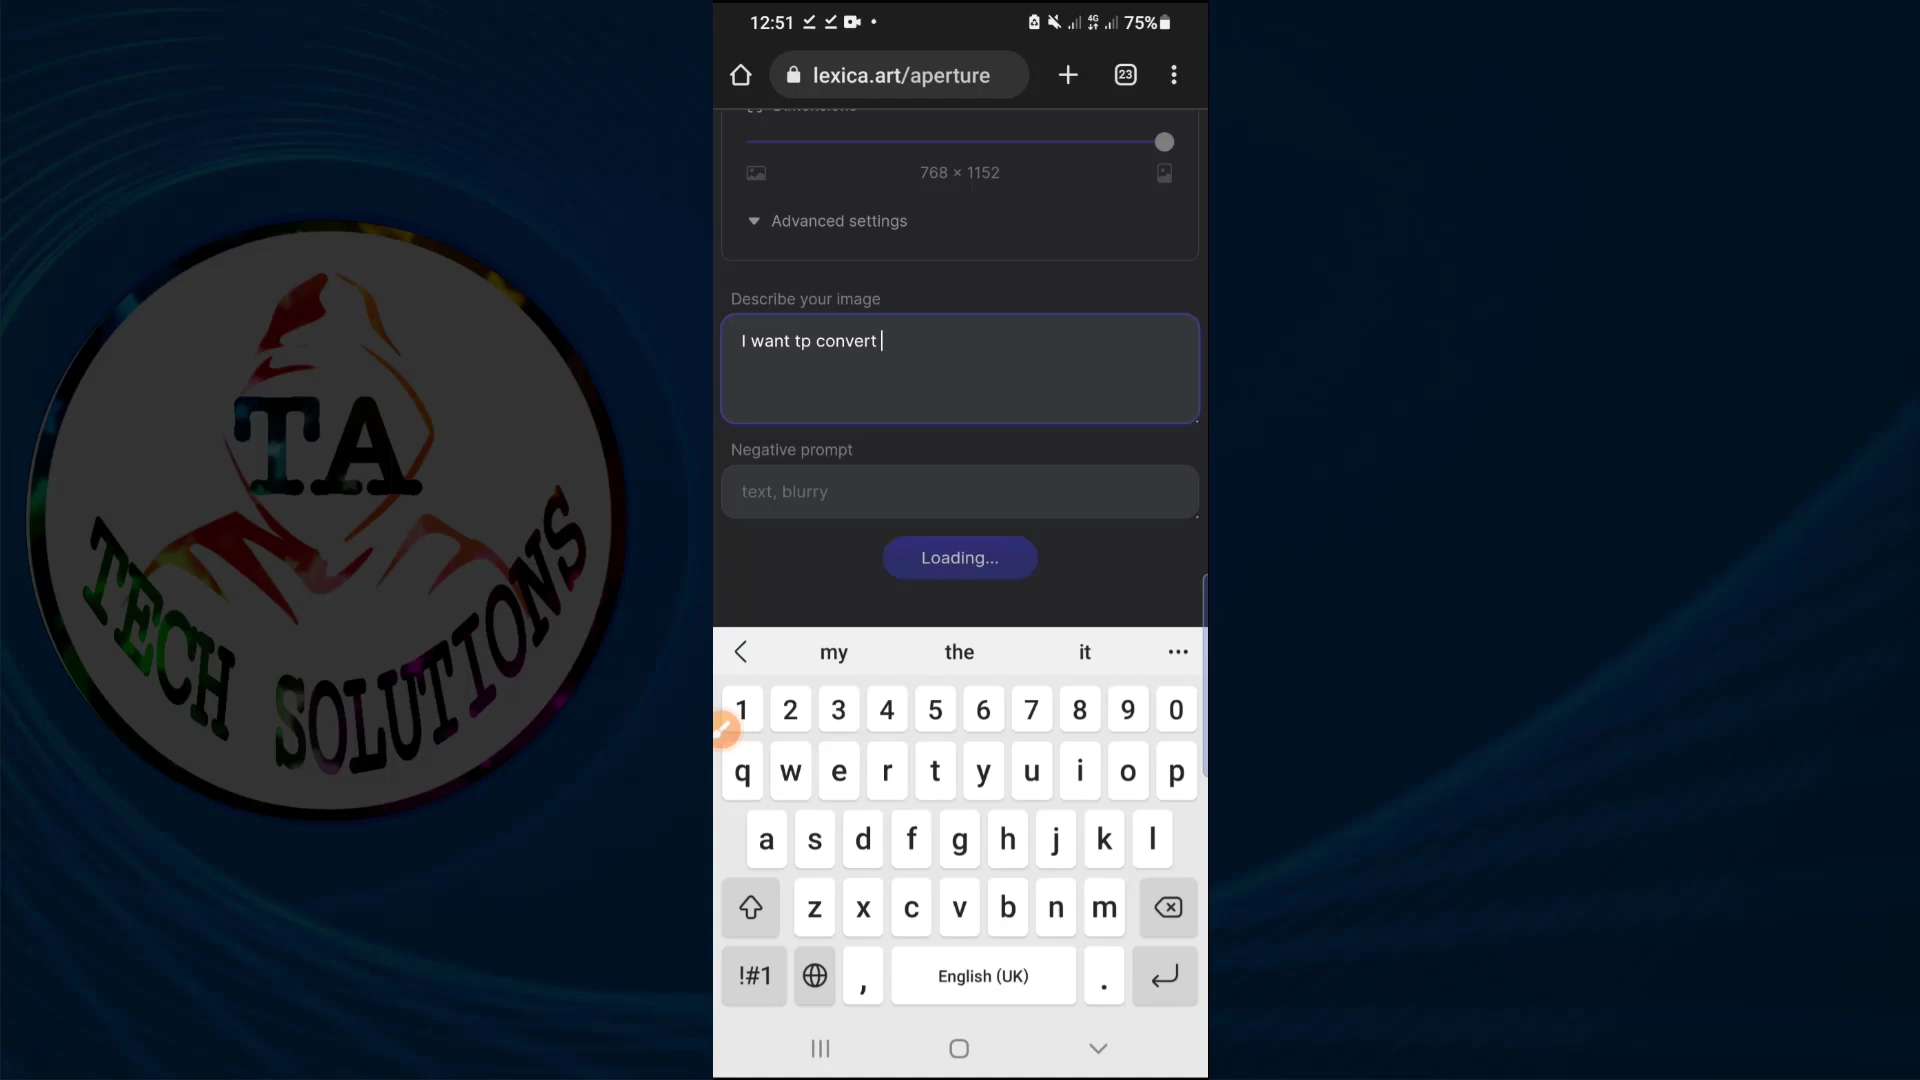 12:51
4G
75%
lexica.art/aperture
23
768 × 1152
Advanced settings
Describe your image
I want tp convert
Negative prompt
text, blurry
Loading...
my the it
1 2 3 4 5 6 7 8 9 0
q w e r t y u i o p
a s d f g h j k l
z x c v b n m
!#1 , English (UK) .
TA
TECH SOLUTIONS